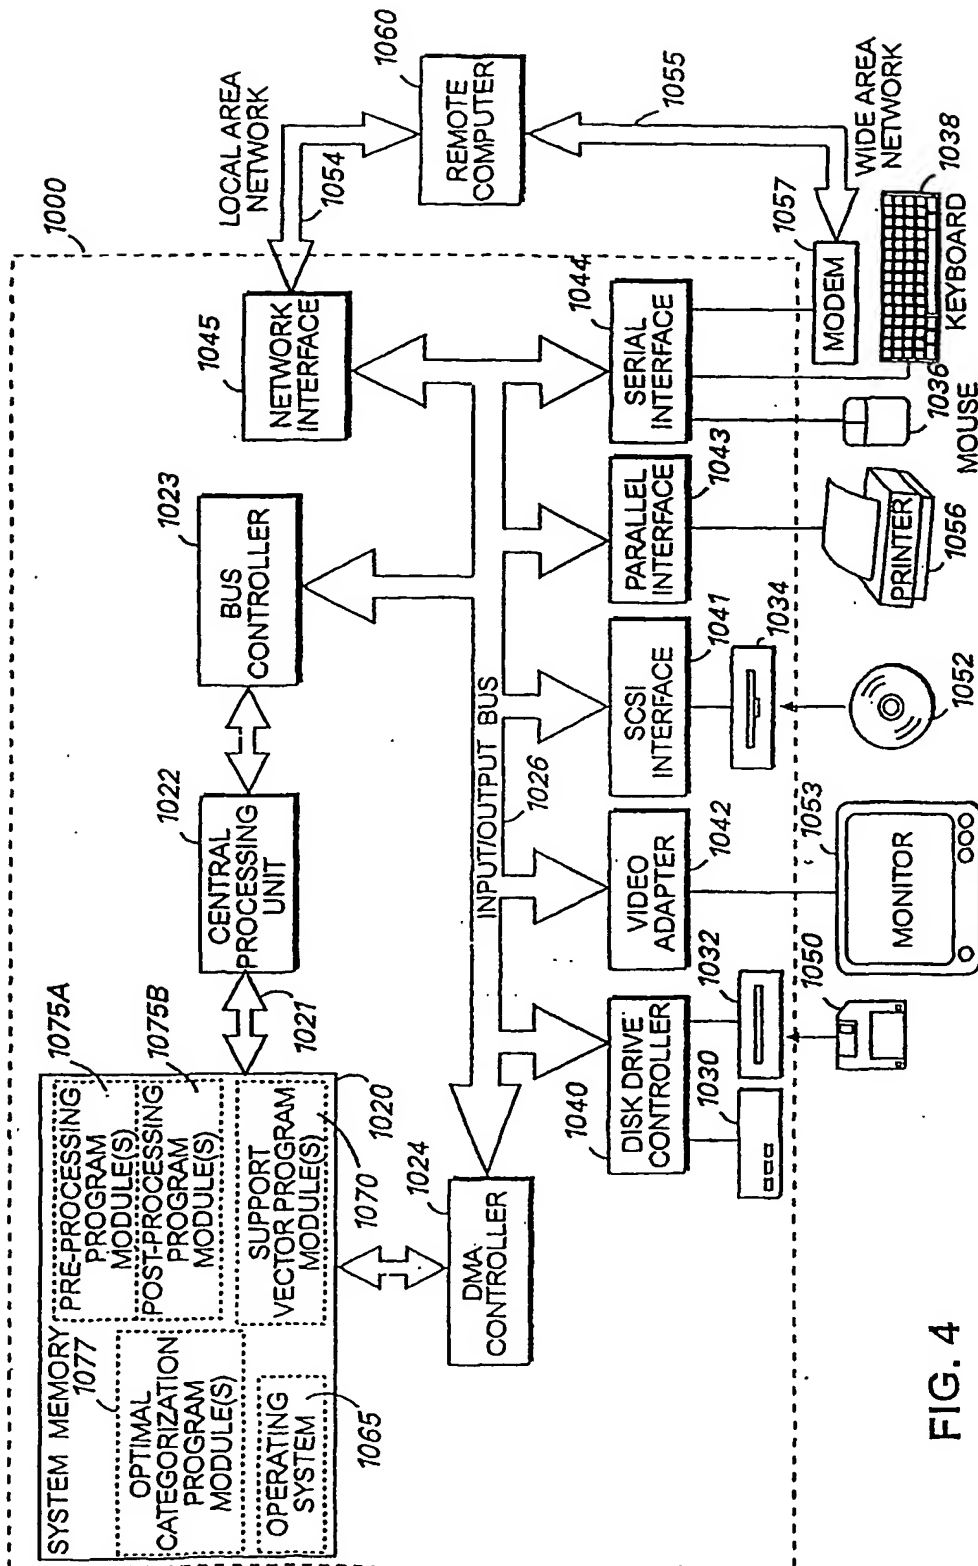 1000
SYSTEM MEMORY
1077
OPTIMAL
CATEGORIZATION
PROGRAM
MODULE(S)
OPERATING
SYSTEM
1065
PRE-PROCESSING
PROGRAM
MODULE(S)
1075A
POST-PROCESSING
PROGRAM
MODULE(S)
1075B
SUPPORT
VECTOR PROGRAM
MODULE(S)
1070
1020
1021
CENTRAL
PROCESSING
UNIT
1022
BUS
CONTROLLER
1023
NETWORK
INTERFACE
1045
LOCAL AREA
NETWORK
1054
REMOTE
COMPUTER
1060
1055
WIDE AREA
NETWORK
DMA
CONTROLLER
1024
INPUT/OUTPUT BUS
1026
DISK DRIVE
CONTROLLER
1040
VIDEO
ADAPTER
1042
SCSI
INTERFACE
1041
PARALLEL
INTERFACE
1043
SERIAL
INTERFACE
1044
1030
1032
1034
MODEM
1057
1050
MONITOR
1053
1052
PRINTER
1056
MOUSE
1036
KEYBOARD
1038
FIG. 4